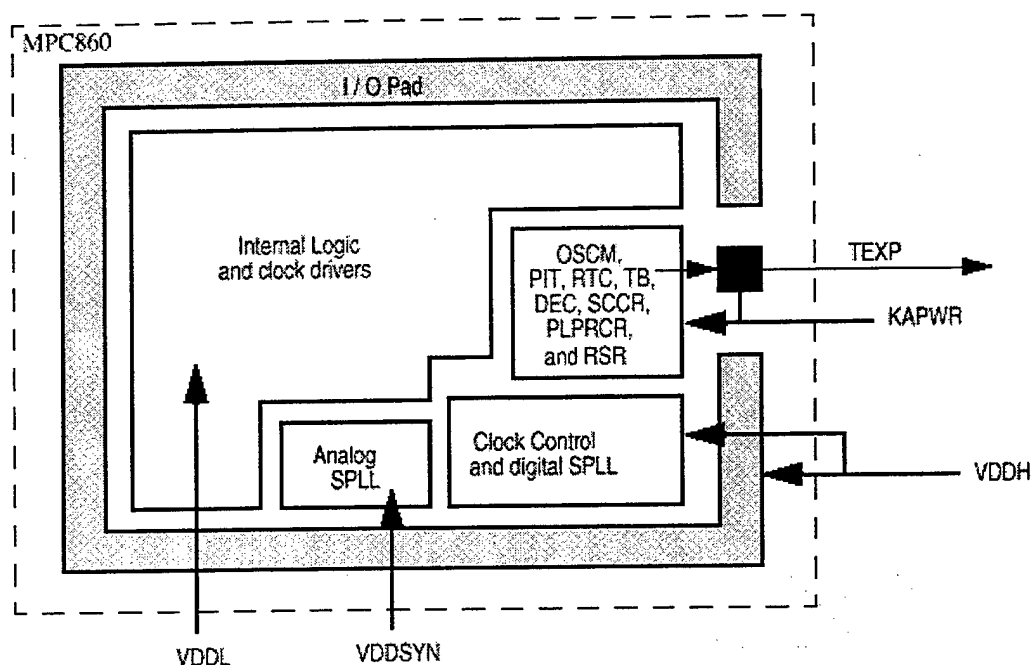 MPC860
I / O Pad
Internal Logic
and clock drivers
OSCM,
PIT, RTC, TB,
DEC, SCCR,
PLPRCR,
and RSR
TEXP
KAPWR
Analog
SPLL
Clock Control
and digital SPLL
VDDH
VDDL
VDDSYN